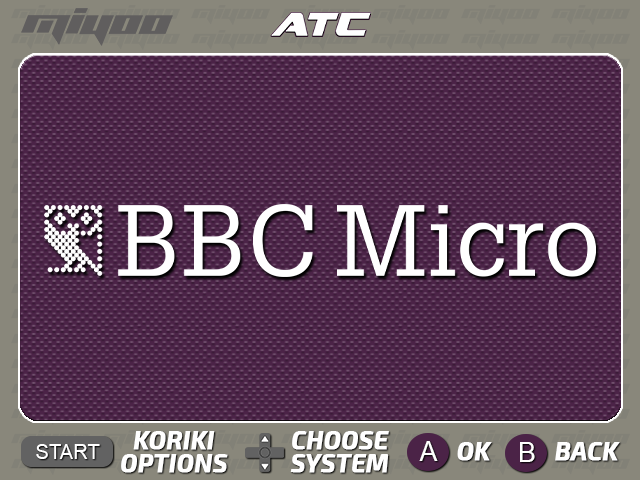 miyoo
ATC
BBC Micro
START
KORIKI
OPTIONS
CHOOSE
SYSTEM
A
OK
B
BACK